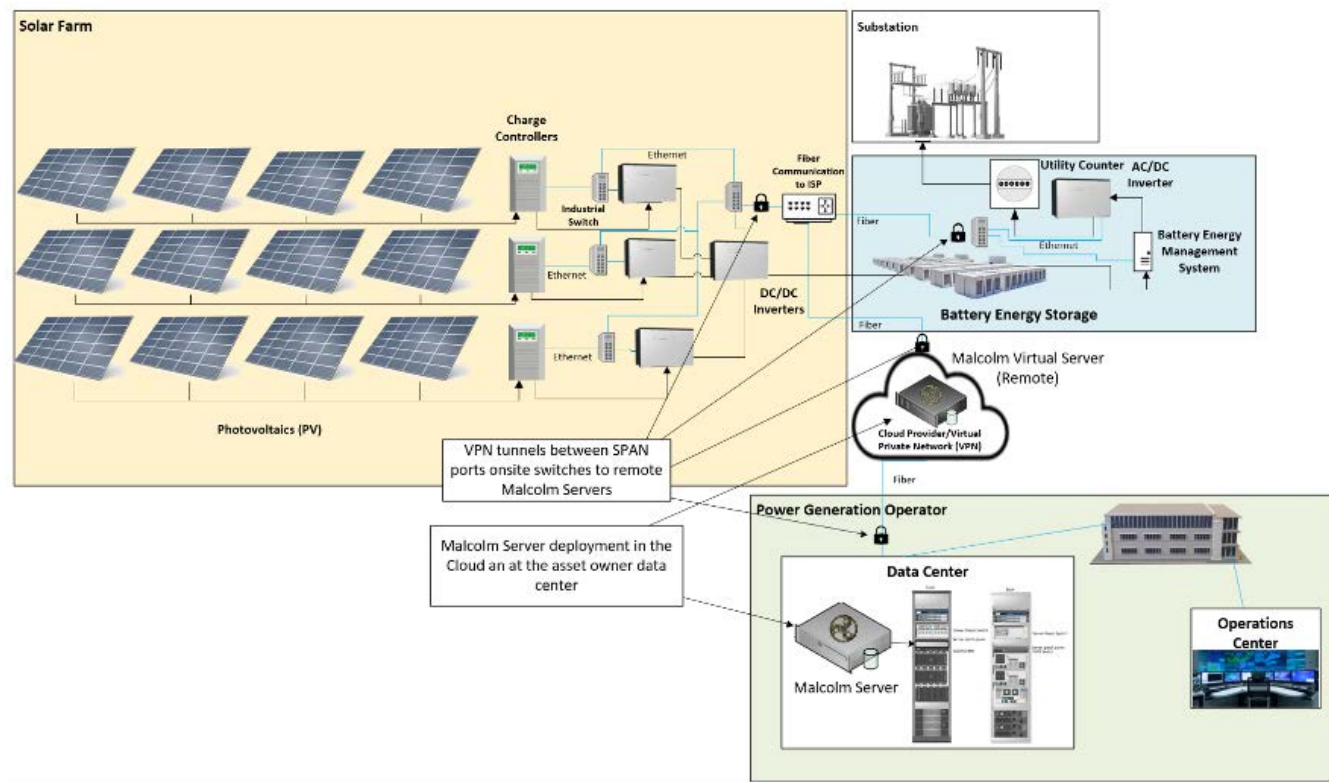 Solar Farm
Charge
Controllers
Ethernet
Industrial
Switch
Fiber
Communication
to ISP
Ethernet
DC/DC
Inverters
Ethernet
Photovoltaics (PV)
Substation
Utility Counter
AC/DC
Inverter
Fiber
Ethernet
Battery Energy
Management
System
Battery Energy Storage
Fiber
Malcolm Virtual Server
(Remote)
Cloud Provider/Virtual
Private Network (VPN)
VPN tunnels between SPAN
ports onsite switches to remote
Malcolm Servers
Fiber
Malcolm Server deployment in the
Cloud an at the asset owner data
center
Power Generation Operator
Data Center
Malcolm Server
Operations
Center